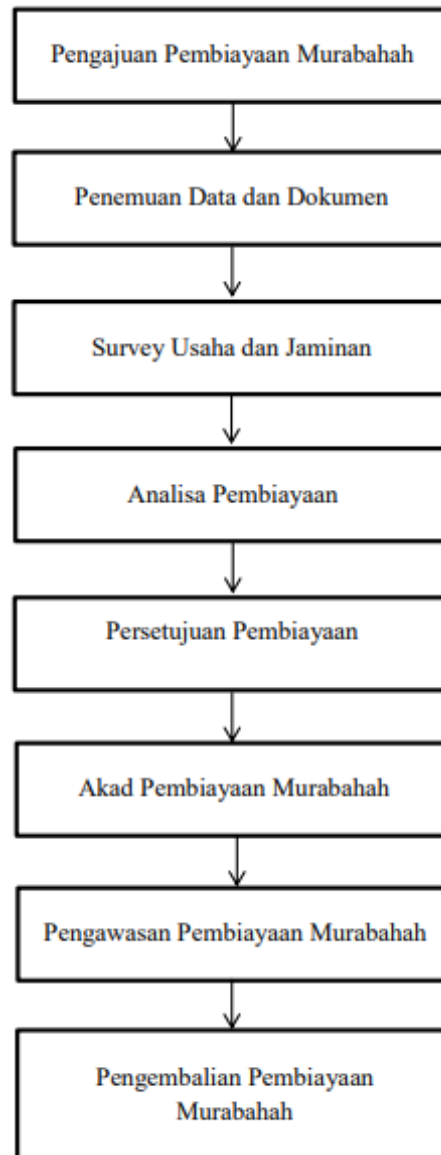 Pengajuan Pembiayaan Murabahah
Penemuan Data dan Dokumen
Survey Usaha dan Jaminan
Analisa Pembiayaan
Persetujuan Pembiayaan
Akad Pembiayaan Murabahah
Pengawasan Pembiayaan Murabahah
Pengembalian Pembiayaan
Murabahah